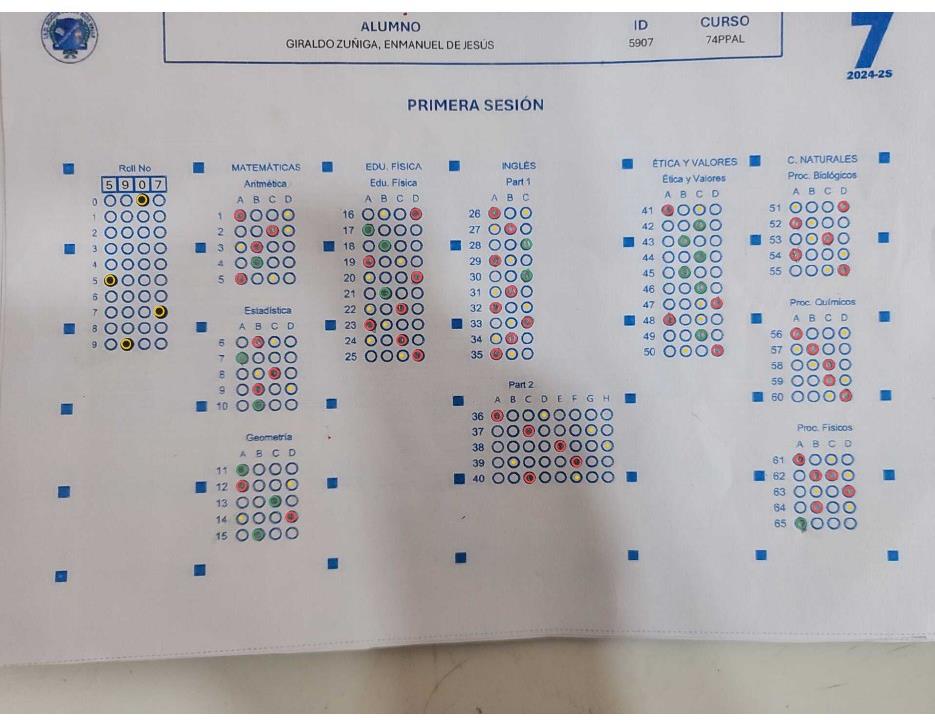 ALUMNO ID CURSO
GIRALDO ZUÑIGA, ENMANUEL DE JESÚS 5907 74PPAL
7
2024-2S
PRIMERA SESIÓN
Roll No
5 9 0 7
0
1
2
3
4
5
6
7
8
9
MATEMÁTICAS
Aritmética
A B C D
1
2
3
4
5
Estadística
A B C D
6
7
8
9
10
Geometría
A B C D
11
12
13
14
15
EDU. FÍSICA
Edu. Física
A B C D
16
17
18
19
20
21
22
23
24
25
INGLÉS
Part 1
A B C
26
27
28
29
30
31
32
33
34
35
Part 2
A B C D E F G H
36
37
38
39
40
ÉTICA Y VALORES
Ética y Valores
A B C D
41
42
43
44
45
46
47
48
49
50
C. NATURALES
Proc. Biológicos
A B C D
51
52
53
54
55
Proc. Químicos
A B C D
56
57
58
59
60
Proc. Físicos
A B C D
61
62
63
64
65